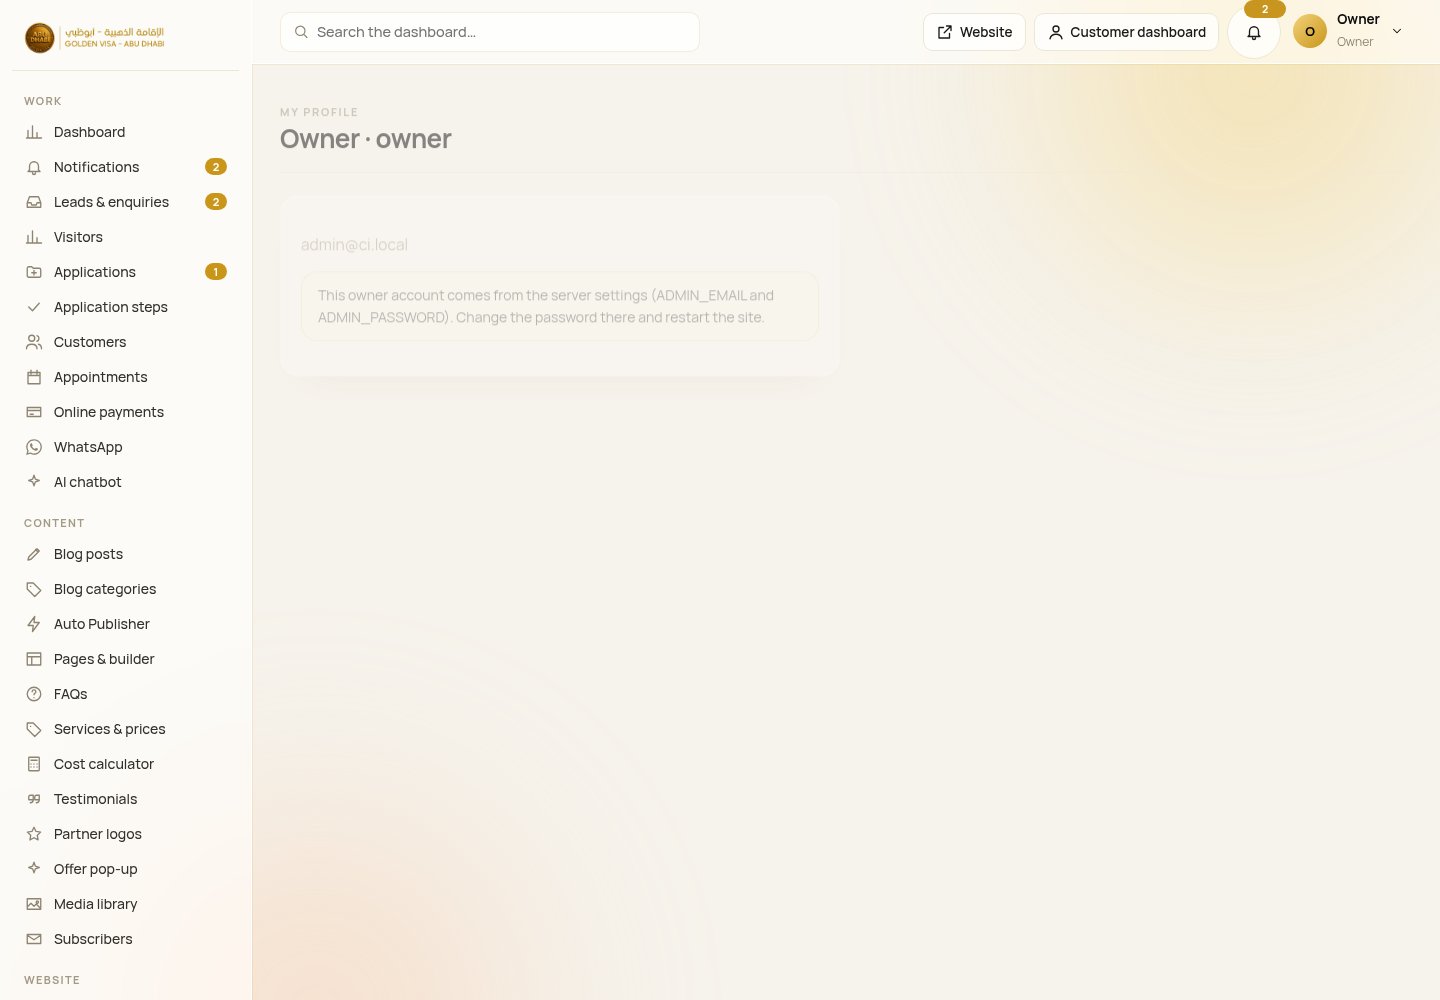 ABU DHABI
الإقامة الذهبية - أبوظبي
GOLDEN VISA - ABU DHABI
Search the dashboard...
Website
Customer dashboard
2
O
Owner
Owner
WORK
Dashboard
Notifications 2
Leads & enquiries 2
Visitors
Applications 1
Application steps
Customers
Appointments
Online payments
WhatsApp
AI chatbot
CONTENT
Blog posts
Blog categories
Auto Publisher
Pages & builder
FAQs
Services & prices
Cost calculator
Testimonials
Partner logos
Offer pop-up
Media library
Subscribers
WEBSITE
MY PROFILE
Owner · owner
admin@ci.local
This owner account comes from the server settings (ADMIN_EMAIL and
ADMIN_PASSWORD). Change the password there and restart the site.